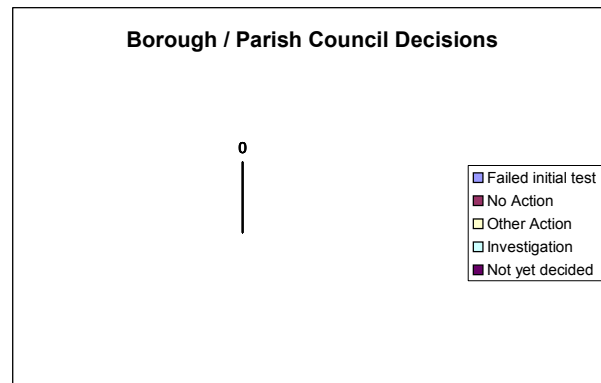 Borough / Parish Council Decisions
0
Failed initial test
No Action
Other Action
Investigation
Not yet decided